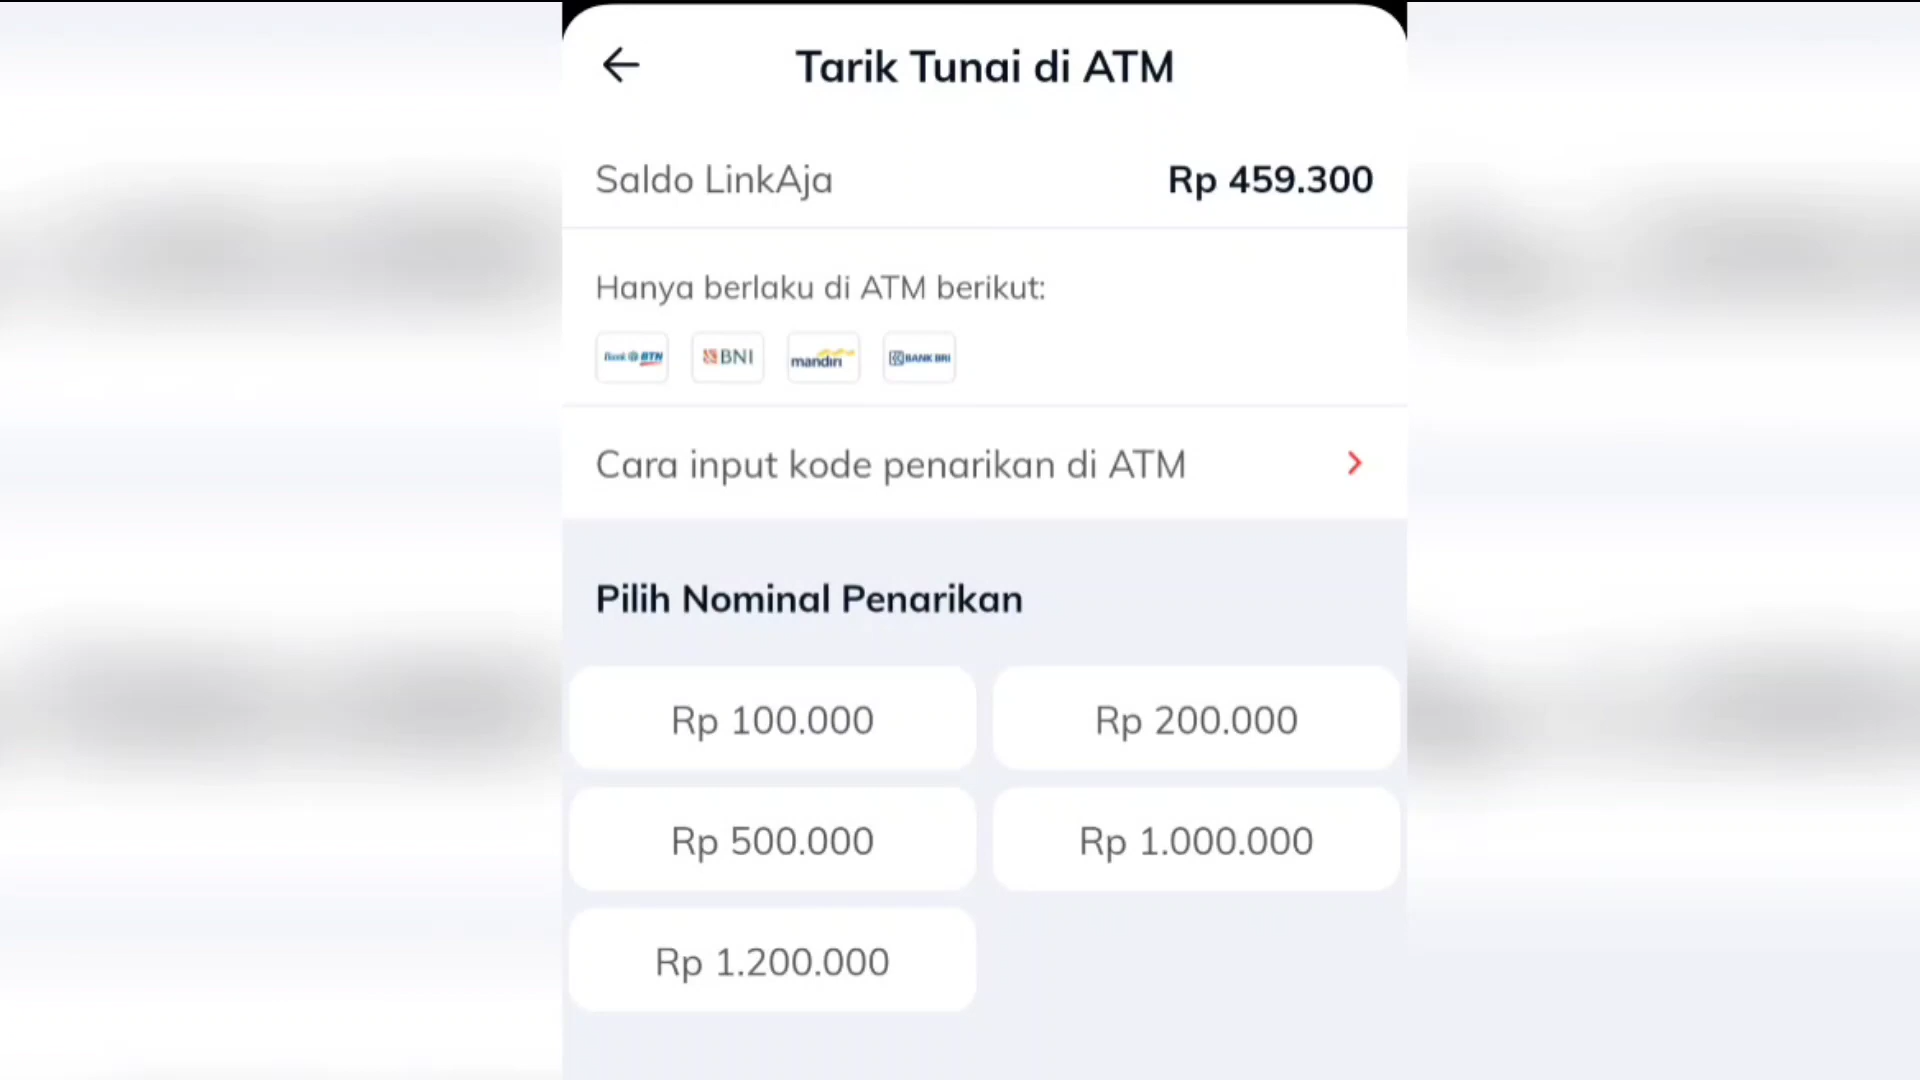 Tarik Tunai di ATM
Saldo LinkAja Rp 459.300
Hanya berlaku di ATM berikut:
Bank BTN BNI mandiri BANK BRI
Cara input kode penarikan di ATM
Pilih Nominal Penarikan
Rp 100.000 Rp 200.000
Rp 500.000 Rp 1.000.000
Rp 1.200.000